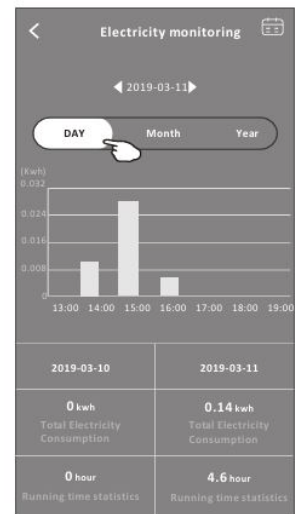 Electricity monitoring
2019-03-11
DAY Month Year
(Kwh)
0.032
0.024
0.016
0.008
0
13:00 14:00 15:00 16:00 17:00 18:00 19:00
2019-03-10 2019-03-11
0 kwh 0.14 kwh
Total Electricity Total Electricity
Consumption Consumption
0 hour 4.6 hour
Running time statistics Running time statistics